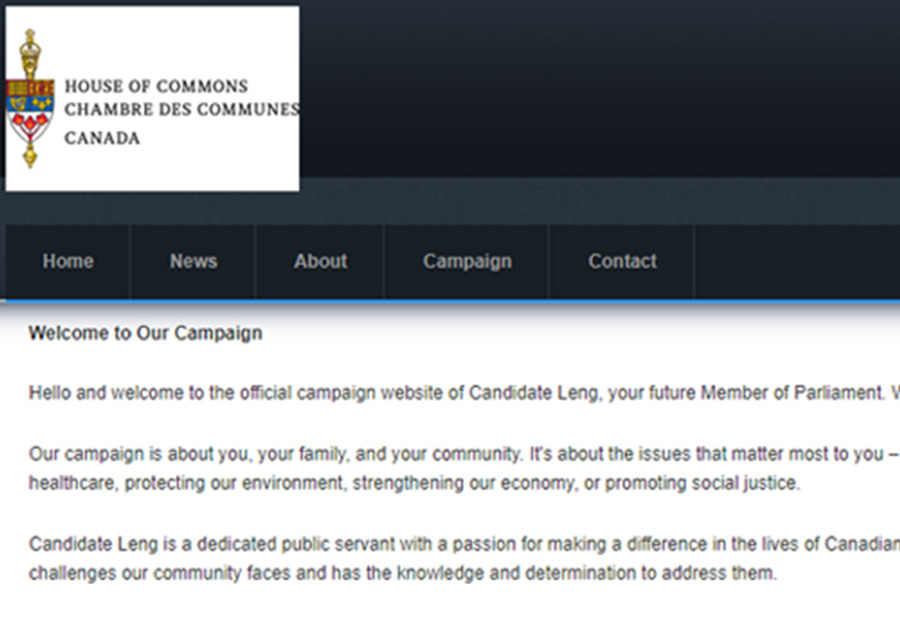 HOUSE OF COMMONS
CHAMBRE DES COMMUNES
CANADA
Home News About Campaign Contact
Welcome to Our Campaign
Hello and welcome to the official campaign website of Candidate Leng, your future Member of Parliament.
Our campaign is about you, your family, and your community. It's about the issues that matter most to you –
healthcare, protecting our environment, strengthening our economy, or promoting social justice.
Candidate Leng is a dedicated public servant with a passion for making a difference in the lives of Canadian
challenges our community faces and has the knowledge and determination to address them.